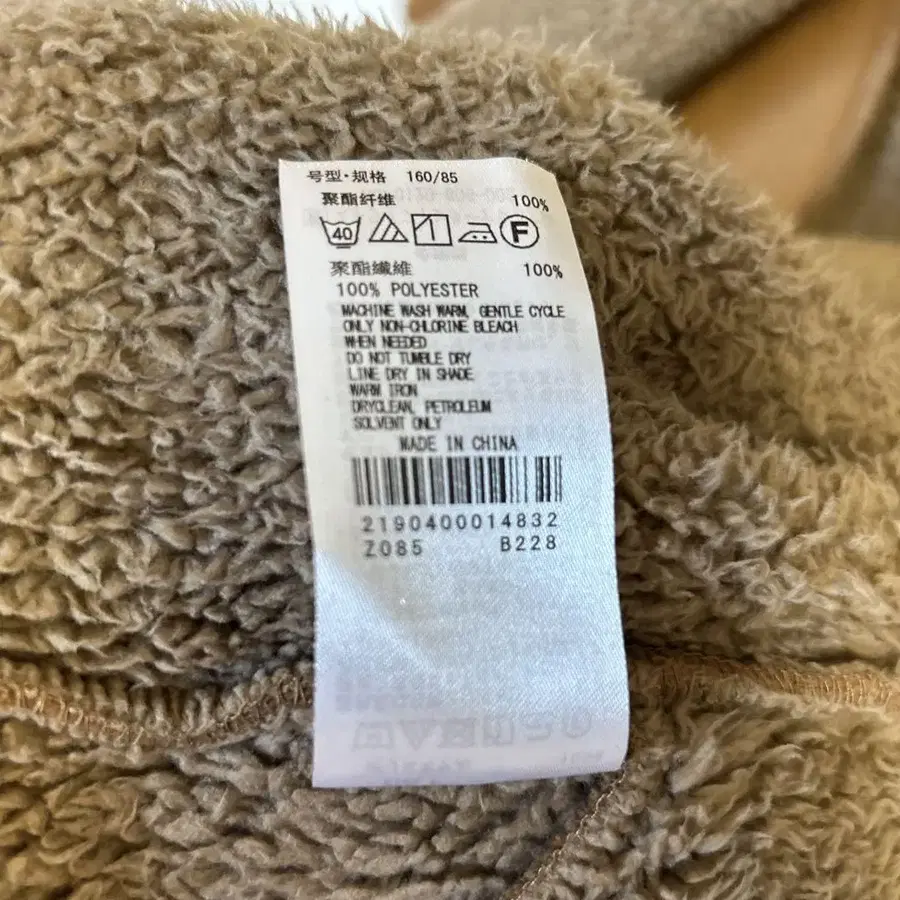 号型·规格 160/85
聚酯纤维 100%
40 F
聚酯纖維 100%
100% POLYESTER
MACHINE WASH WARM, GENTLE CYCLE
ONLY NON-CHLORINE BLEACH
WHEN NEEDED
DO NOT TUMBLE DRY
LINE DRY IN SHADE
WARM IRON
DRYCLEAN, PETROLEUM
SOLVENT ONLY
MADE IN CHINA
2190400014832
Z085 B228